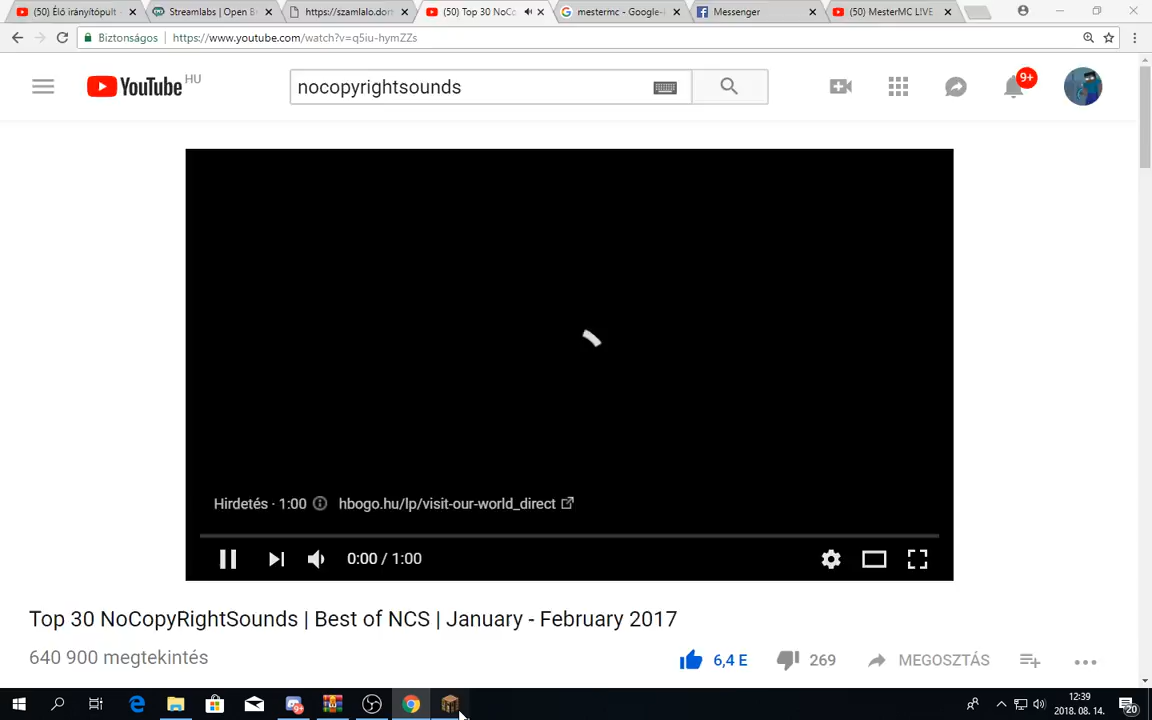 (50) Élő irányítópult -
Streamlabs | Open B
https://szamlalo.dor
(50) Top 30 NoCo
mestermc - Google-
Messenger
(50) MesterMC LIVE
Biztonságos
https://www.youtube.com/watch?v=q5iu-hymZZs
YouTube HU
nocopyrightsounds
9+
Hirdetés · 1:00
hbogo.hu/lp/visit-our-world_direct
0:00 / 1:00
Top 30 NoCopyRightSounds | Best of NCS | January - February 2017
640 900 megtekintés
6,4 E
269
MEGOSZTÁS
12:39
2018. 08. 14.
20